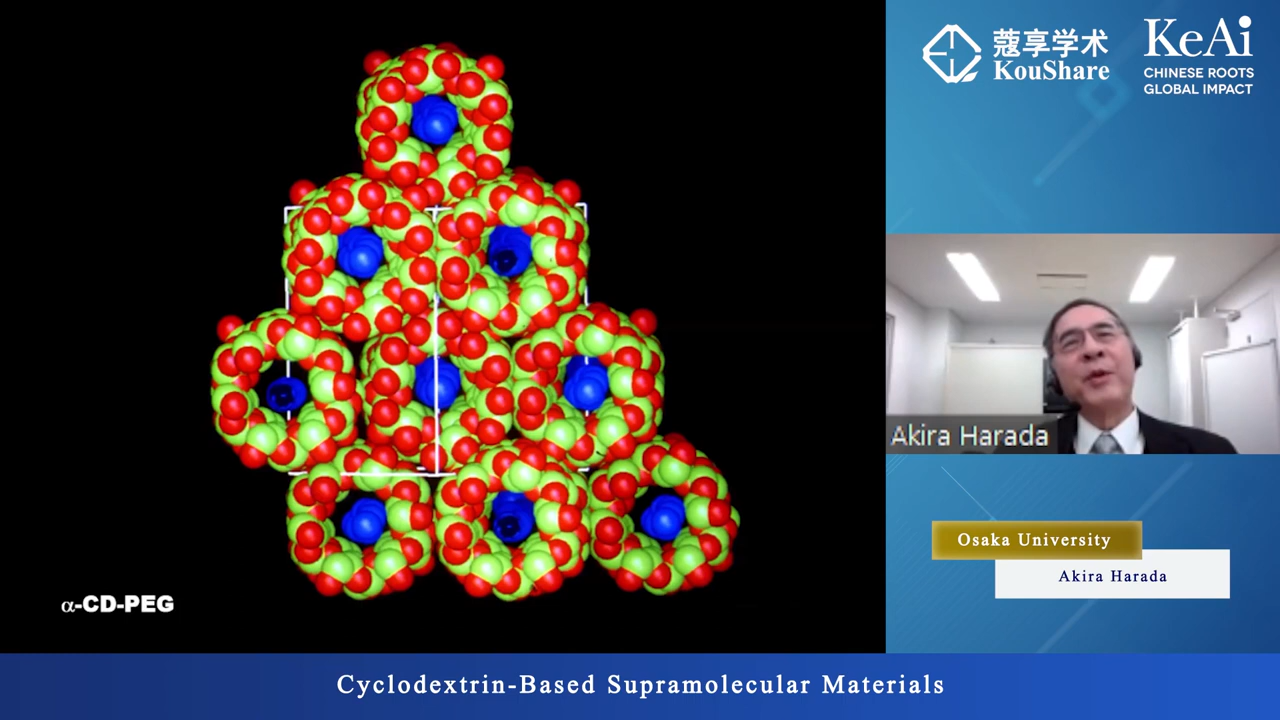 蔻享学术
KouShare
KeAi
CHINESE ROOTS
GLOBAL IMPACT
Akira Harada
Osaka University
Akira Harada
α-CD-PEG
Cyclodextrin-Based Supramolecular Materials